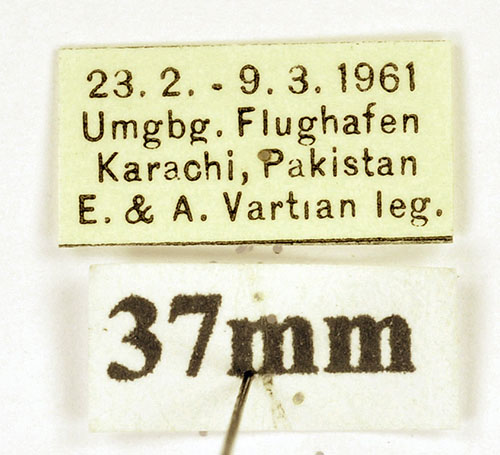 23. 2. - 9. 3. 1961
Umgbg. Flughafen
Karachi, Pakistan
E. & A. Vartian leg.
37mm